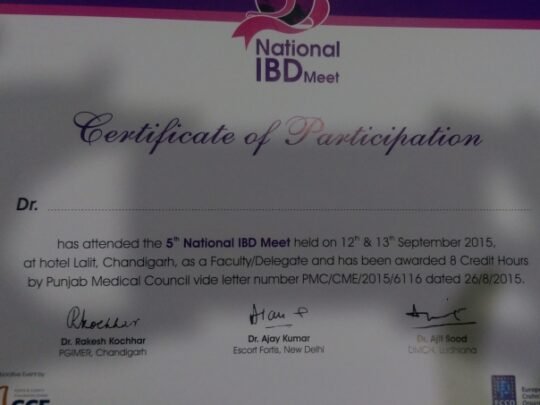 National
IBD Meet
Certificate of Participation
Dr.
has attended the 5th National IBD Meet held on 12th & 13th September 2015,
at hotel Lalit, Chandigarh, as a Faculty/Delegate and has been awarded 8 Credit Hours
by Punjab Medical Council vide letter number PMC/CME/2015/6116 dated 26/8/2015.
Dr. Rakesh Kochhar Dr. Ajay Kumar Dr. Ajit Sood
PGIMER, Chandigarh Escort Fortis, New Delhi DMCH, Ludhiana